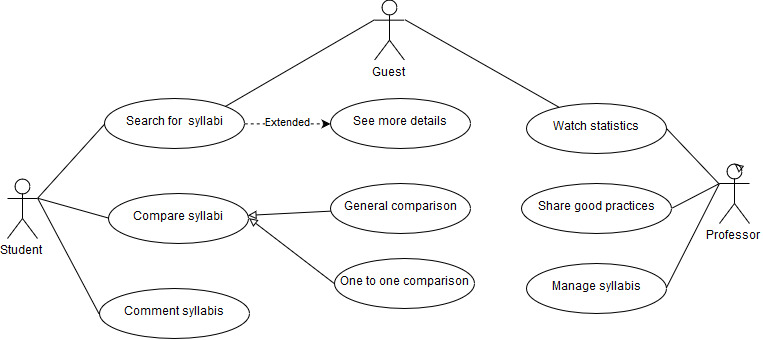 Guest
Search for syllabi
Extended
See more details
Watch statistics
Student
Compare syllabi
General comparison
Share good practices
Professor
One to one comparison
Manage syllabis
Comment syllabis